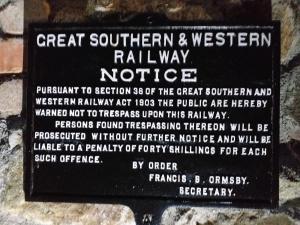 GREAT SOUTHERN & WESTERN
RAILWAY
NOTICE
PURSUANT TO SECTION 38 OF THE GREAT SOUTHERN AND
WESTERN RAILWAY ACT 1903 THE PUBLIC ARE HEREBY
WARNED NOT TO TRESPASS UPON THIS RAILWAY.
PERSONS FOUND TRESPASSING THEREON WILL BE
PROSECUTED WITHOUT FURTHER NOTICE AND WILL BE
LIABLE TO A PENALTY OF FORTY SHILLINGS FOR EACH
SUCH OFFENCE.
BY ORDER
FRANCIS. B. ORMSBY.
SECRETARY.